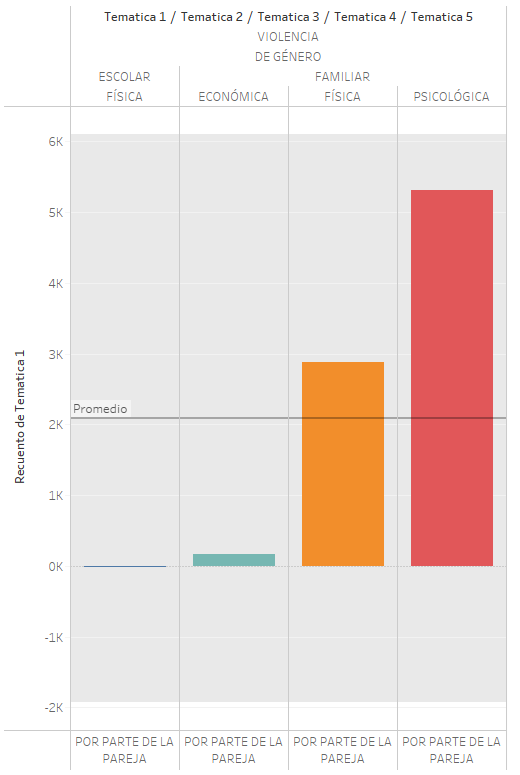 Tematica 1 / Tematica 2 / Tematica 3 / Tematica 4 / Tematica 5
VIOLENCIA
DE GÉNERO
ESCOLAR
FAMILIAR
FÍSICA
ECONÓMICA
FÍSICA
PSICOLÓGICA
Recuento de Tematica 1
6K
5K
4K
3K
Promedio
2K
1K
0K
-1K
-2K
POR PARTE DE LA
PAREJA
POR PARTE DE LA
PAREJA
POR PARTE DE LA
PAREJA
POR PARTE DE LA
PAREJA